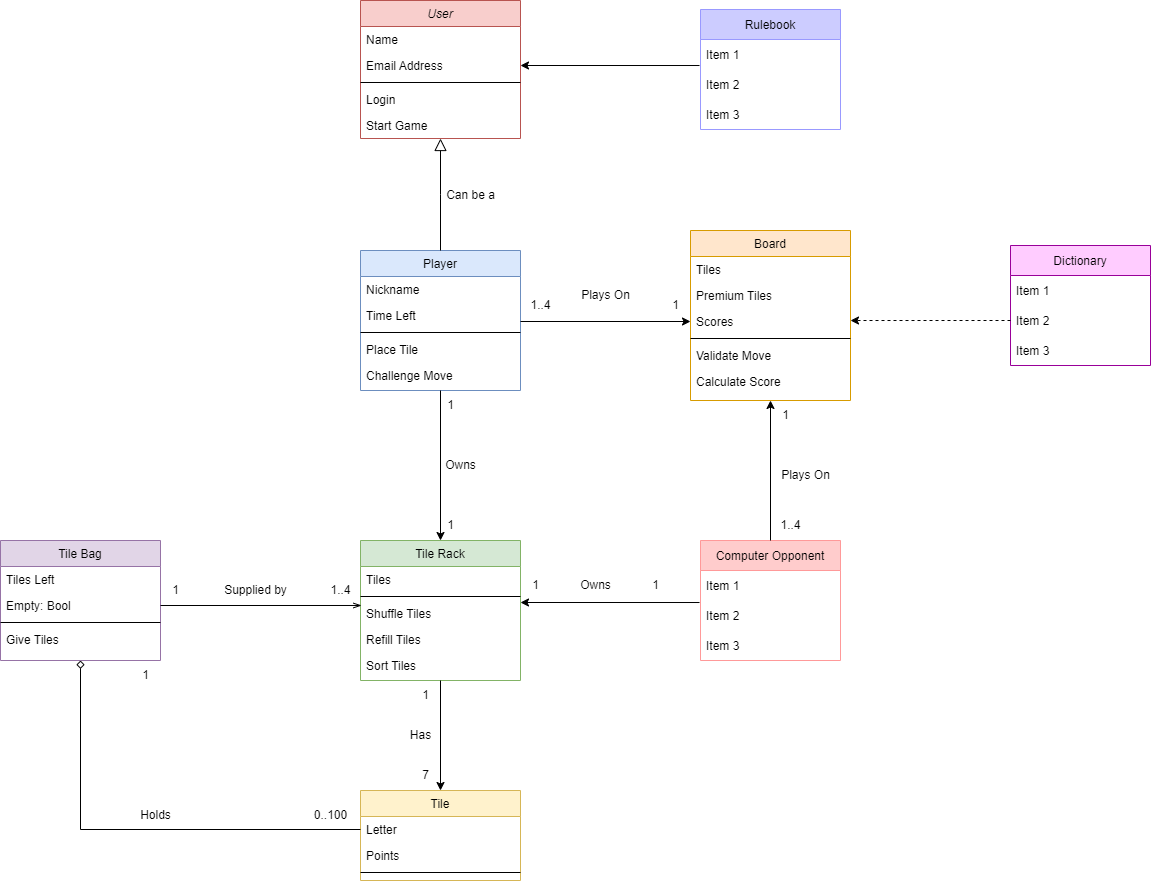 User
Name
Email Address
Login
Start Game
Rulebook
Item 1
Item 2
Item 3
Can be a
Player
Nickname
Time Left
Place Tile
Challenge Move
1..4
Plays On
1
Board
Tiles
Premium Tiles
Scores
Validate Move
Calculate Score
Dictionary
Item 1
Item 2
Item 3
1
Owns
1
1
Plays On
1..4
Tile Bag
Tiles Left
Empty: Bool
Give Tiles
1
Supplied by
1..4
Tile Rack
Tiles
Shuffle Tiles
Refill Tiles
Sort Tiles
1
Owns
1
Computer Opponent
Item 1
Item 2
Item 3
1
1
Has
7
Holds
0..100
Tile
Letter
Points